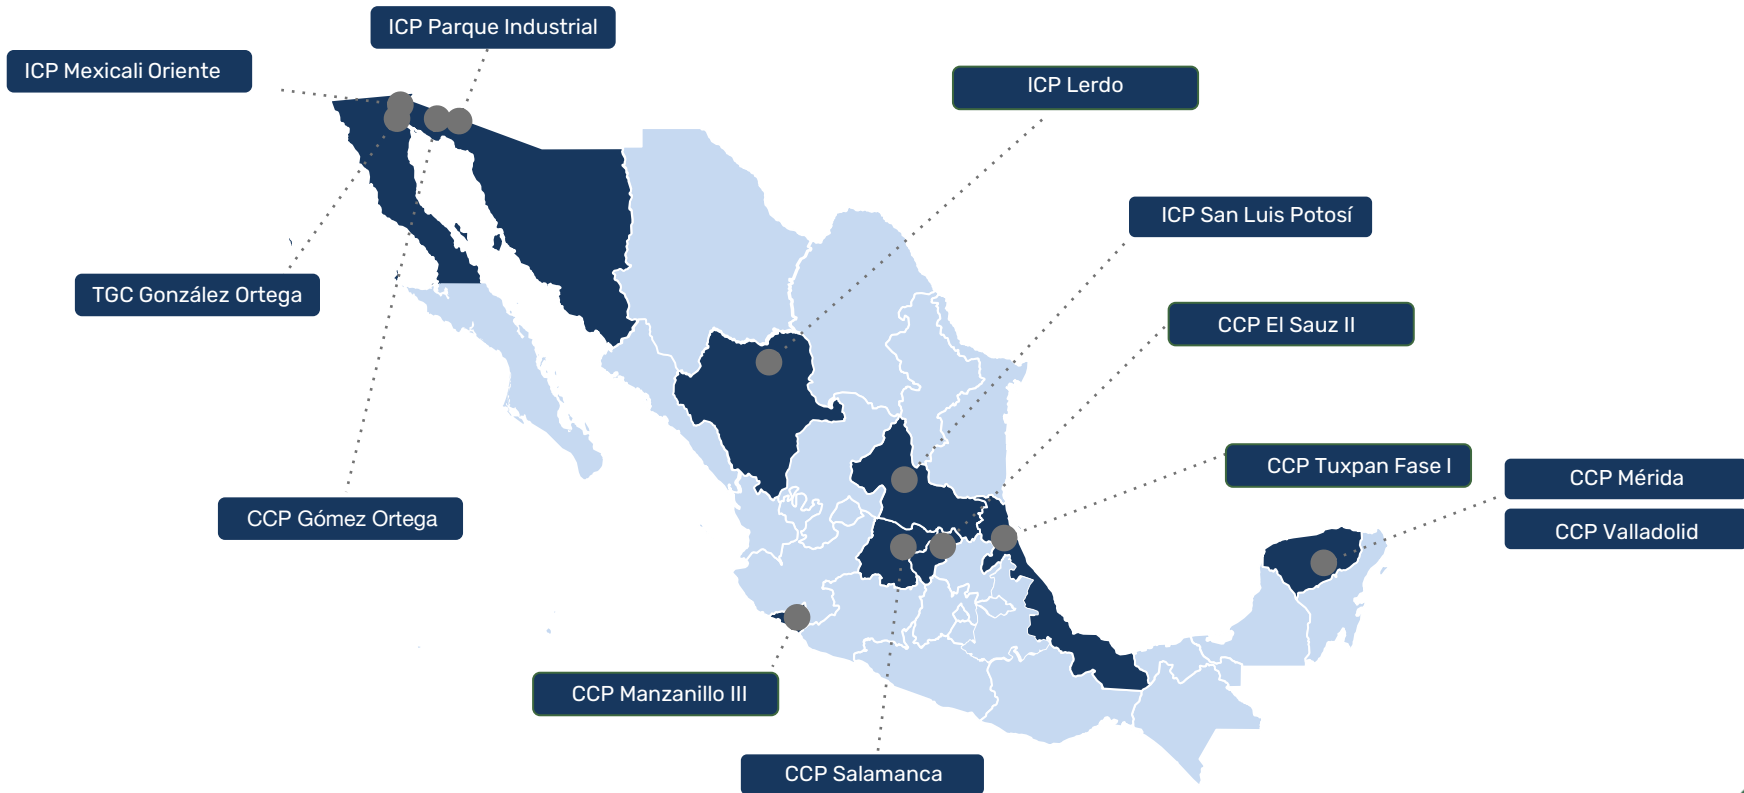 ICP Parque Industrial
ICP Mexicali Oriente
ICP Lerdo
ICP San Luis Potosí
TGC González Ortega
CCP El Sauz II
CCP Tuxpan Fase I
CCP Mérida
CCP Gómez Ortega
CCP Valladolid
CCP Manzanillo III
CCP Salamanca